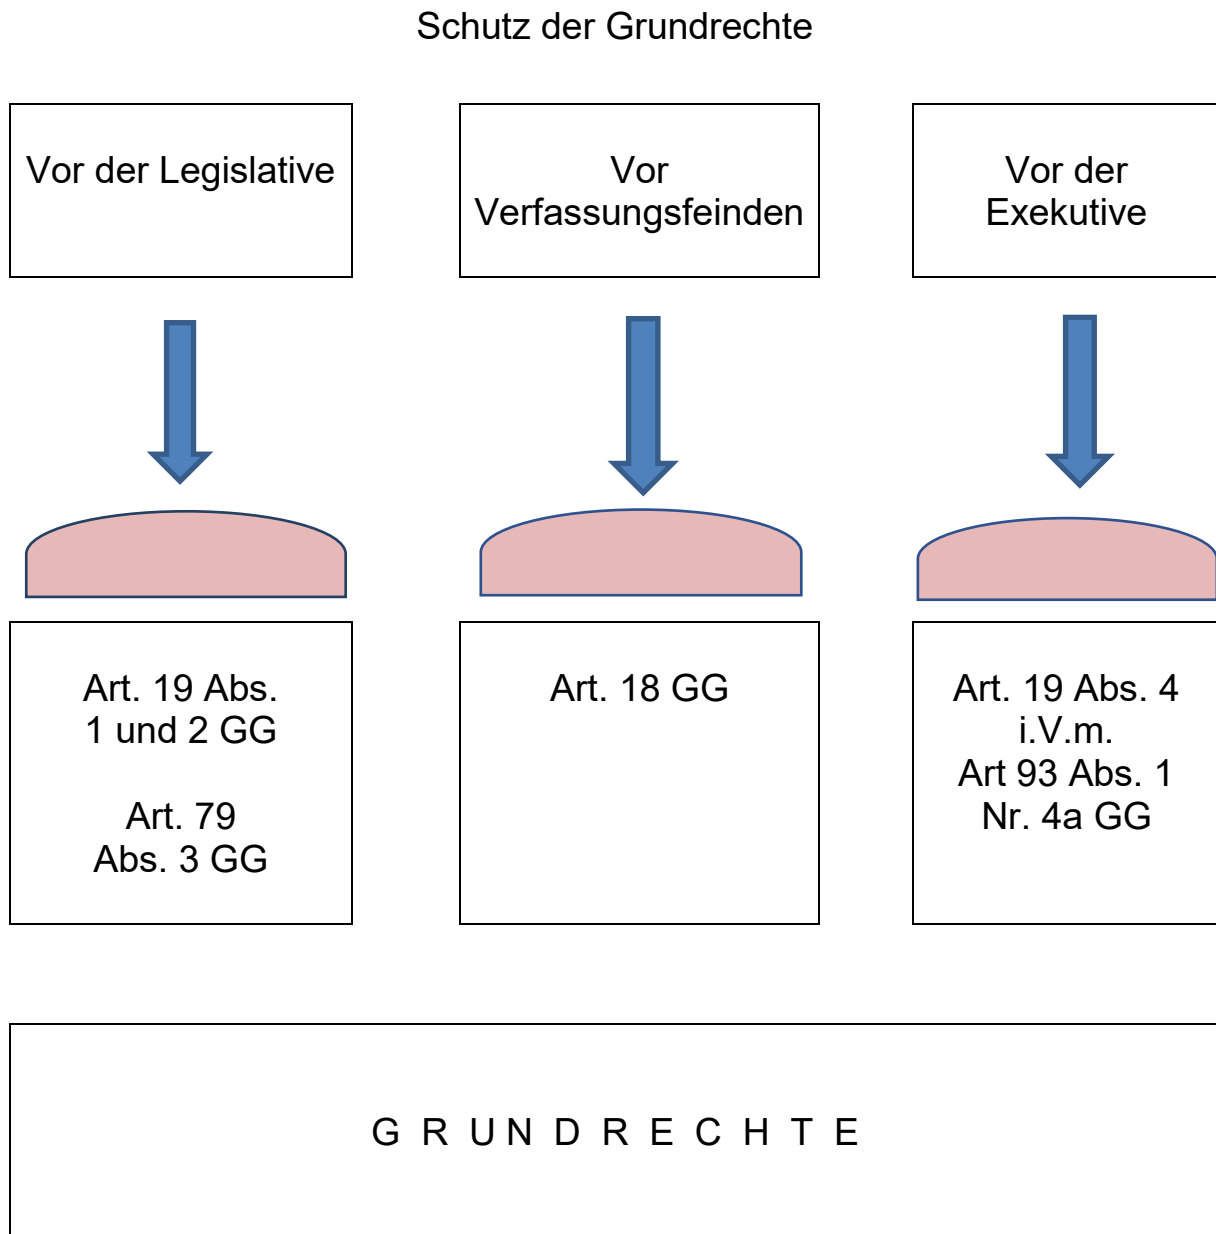 Schutz der Grundrechte
Vor der Legislative
Vor
Verfassungsfeinden
Vor der
Exekutive
Art. 19 Abs.
1 und 2 GG
Art. 79
Abs. 3 GG
Art. 18 GG
Art. 19 Abs. 4
i.V.m.
Art 93 Abs. 1
Nr. 4a GG
G R U N D R E C H T E